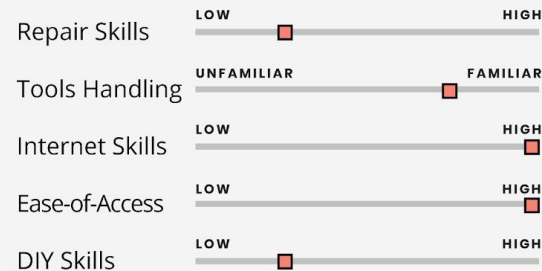 LOW HIGH
Repair Skills
UNFAMILIAR FAMILIAR
Tools Handling
LOW HIGH
Internet Skills
LOW HIGH
Ease-of-Access
LOW HIGH
DIY Skills